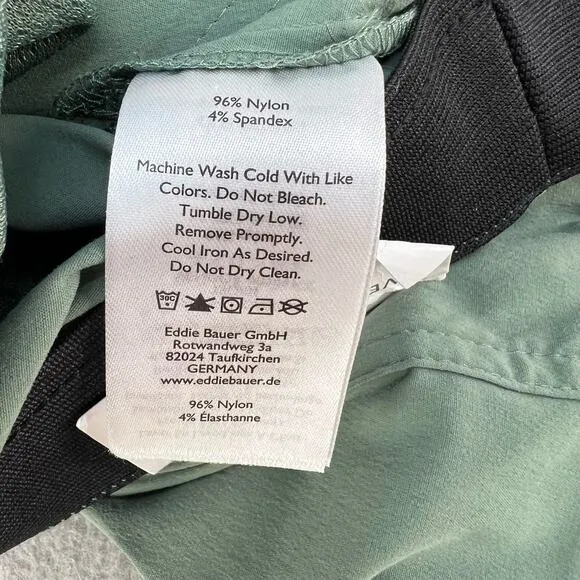 96% Nylon
4% Spandex
Machine Wash Cold With Like
Colors. Do Not Bleach.
Tumble Dry Low.
Remove Promptly.
Cool Iron As Desired.
Do Not Dry Clean.
30C
Eddie Bauer GmbH
Rotwandweg 3a
82024 Taufkirchen
GERMANY
www.eddiebauer.de
96% Nylon
4% Élasthanne